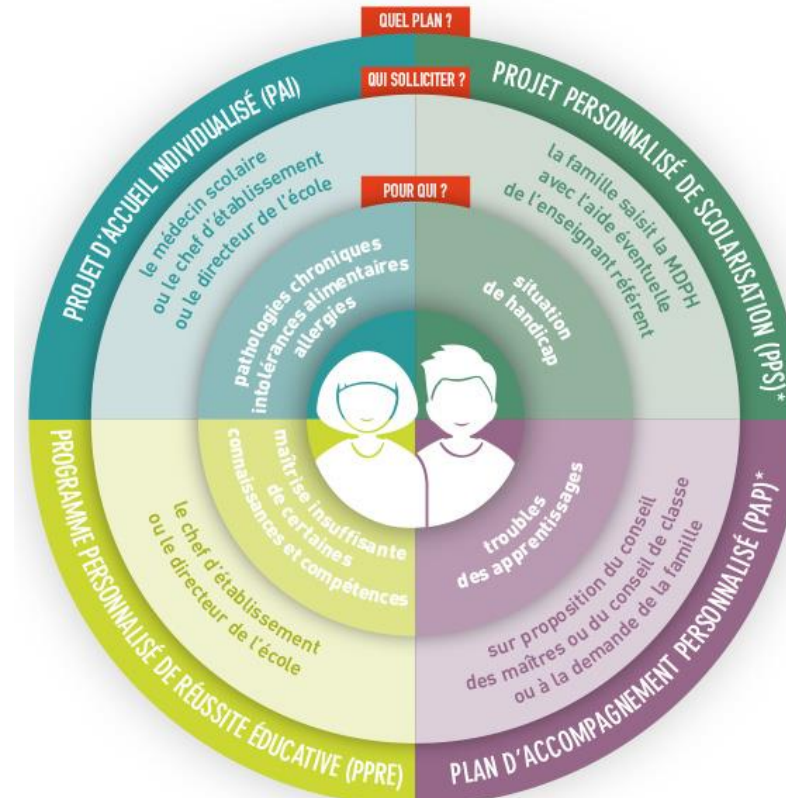 QUEL PLAN ?
QUI SOLLICITER ?
POUR QUI ?
PROJET D'ACCUEIL INDIVIDUALISÉ (PAI)
le médecin scolaire
ou le chef d'établissement
ou le directeur de l'école
pathologies chroniques
intolérances alimentaires
allergies
PROJET PERSONNALISÉ DE SCOLARISATION (PPS)*
la famille saisit la MDPH
avec l'aide éventuelle
de l'enseignant référent
situation
de handicap
PROGRAMME PERSONNALISÉ DE RÉUSSITE ÉDUCATIVE (PPRE)
le chef d'établissement
ou le directeur de l'école
maîtrise insuffisante
de certaines
connaissances et compétences
PLAN D'ACCOMPAGNEMENT PERSONNALISÉ (PAP)*
sur proposition du conseil
des maîtres ou du conseil de classe
ou à la demande de la famille
troubles
des apprentissages